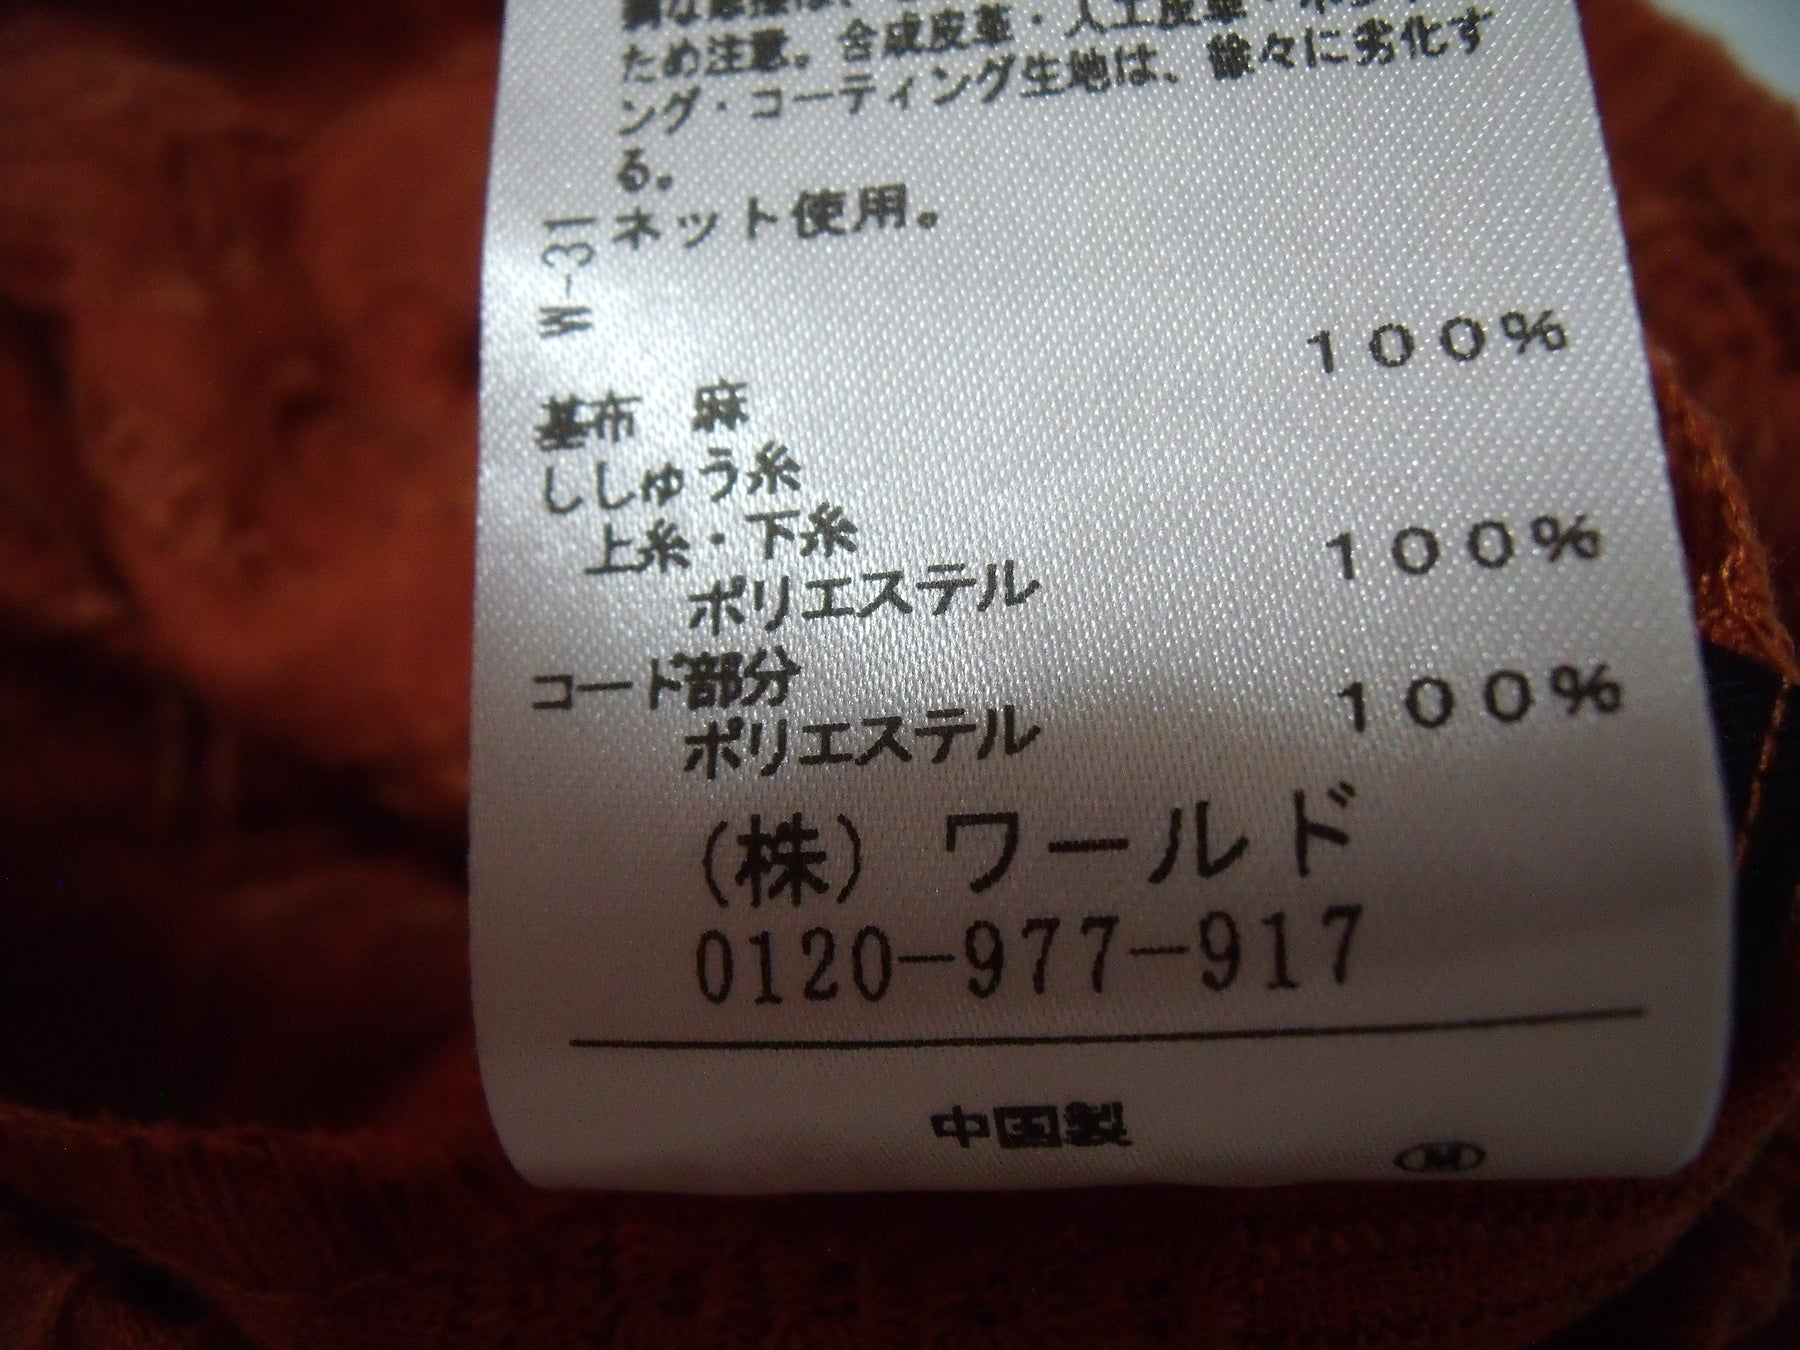 ため注意。合成皮革・人工皮革・
ング・コーティング生地は、徐々に劣化す
る。
ネット使用。
W-31
100%
基布 麻
ししゅう糸
上糸・下糸
ポリエステル 100%
コード部分
ポリエステル 100%
(株) ワールド
0120-977-917
中国製
M